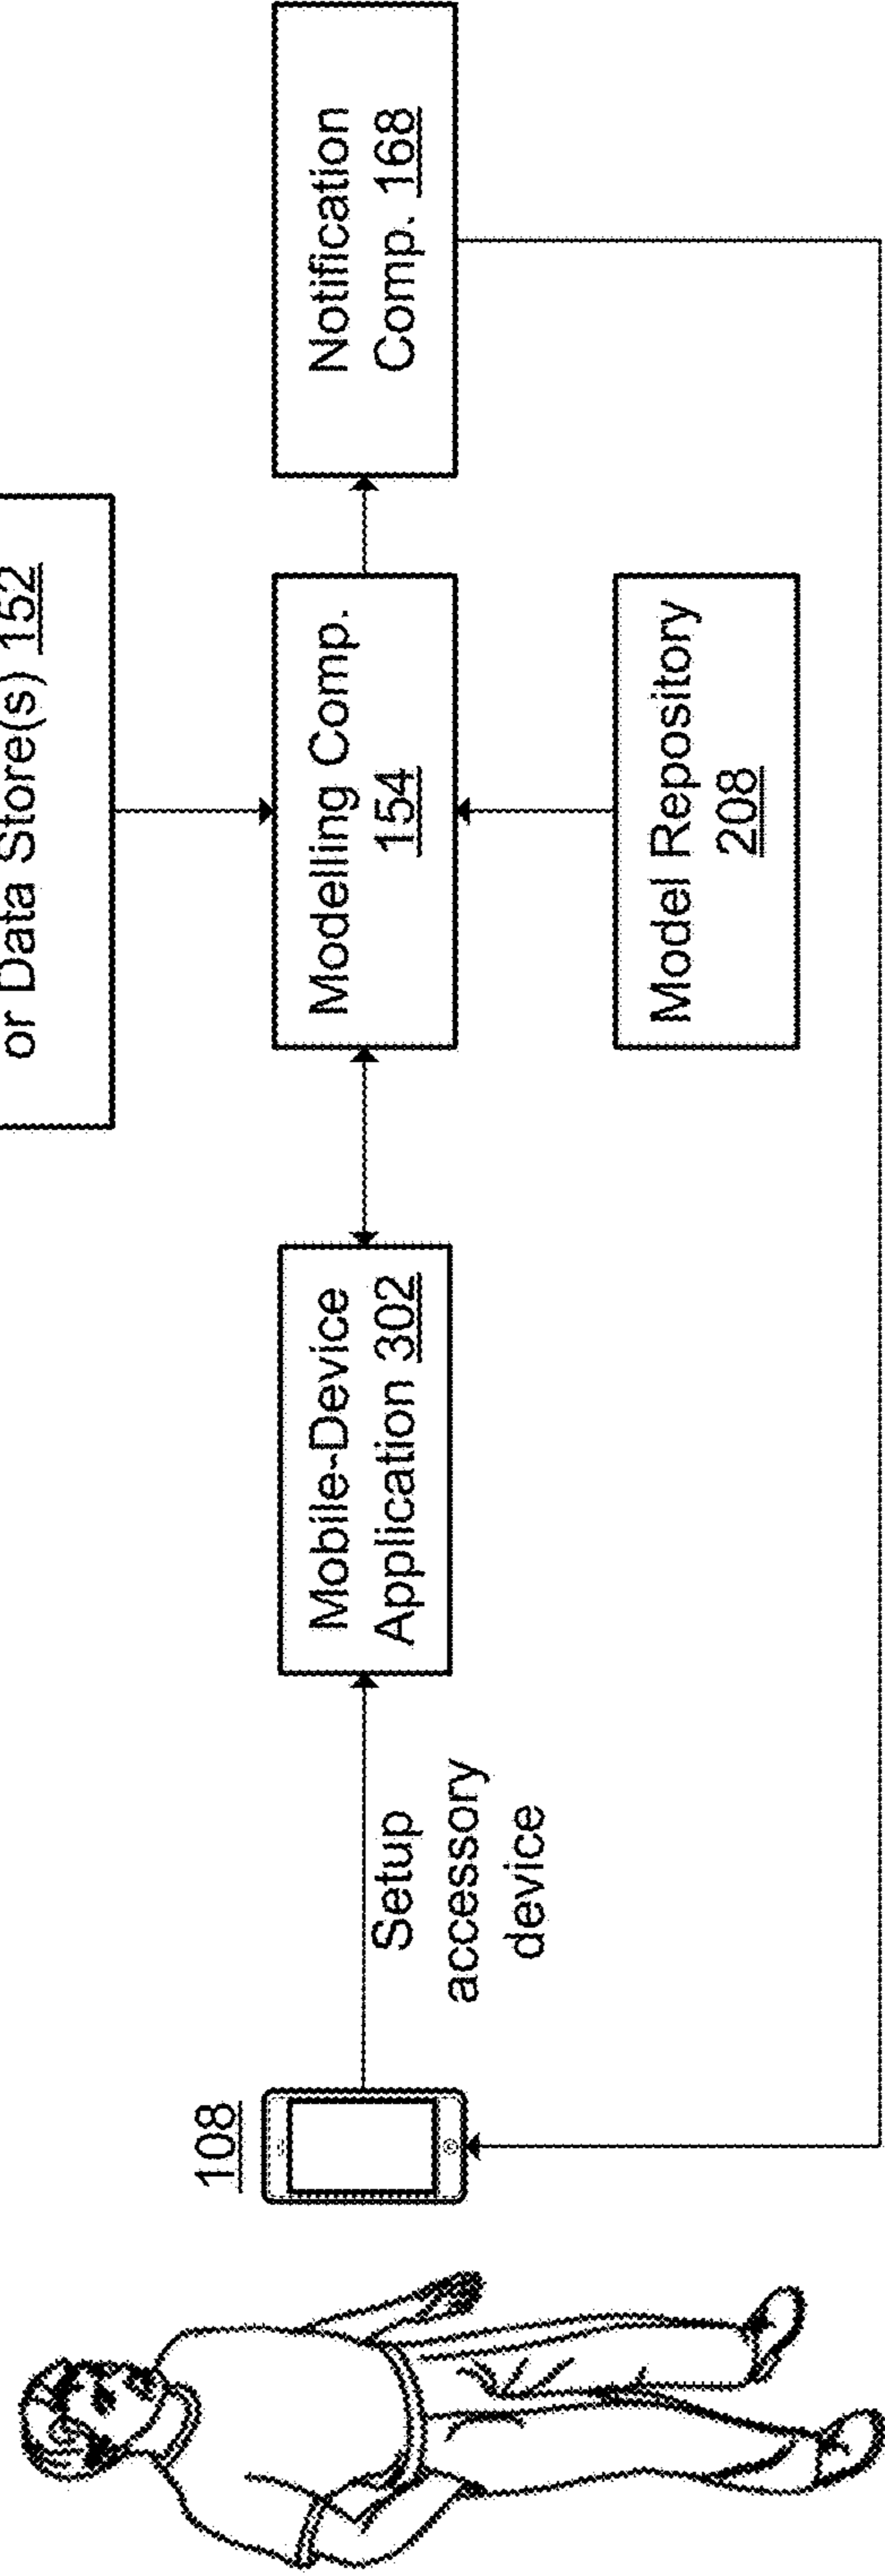 or Data Store(s) 152
108
Setup
accessory
device
Mobile-Device
Application 302
Modelling Comp.
154
Notification
Comp. 168
Model Repository
208